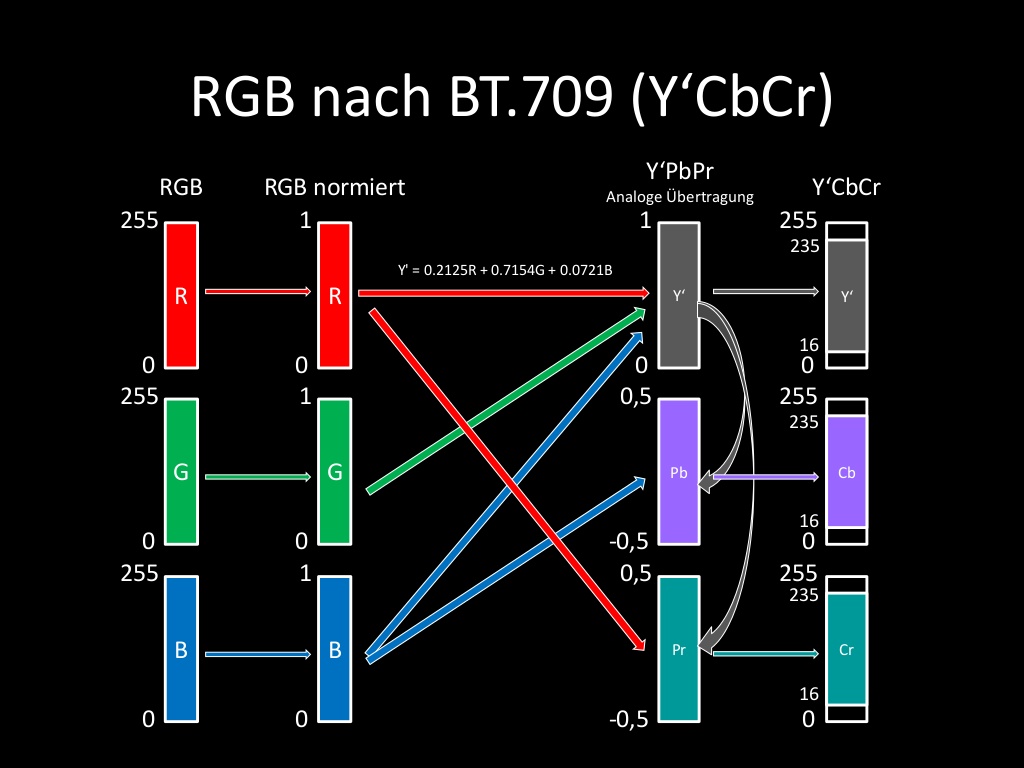 RGB nach BT.709 (Y‘CbCr)
RGB
RGB normiert
Y‘PbPr
Analoge Übertragung
Y‘CbCr
255
R
0
1
R
0
Y' = 0.2125R + 0.7154G + 0.0721B
1
Y‘
0
255
235
Y‘
16
0
255
G
0
1
G
0
0,5
Pb
-0,5
255
235
Cb
16
0
255
B
0
1
B
0
0,5
Pr
-0,5
255
235
Cr
16
0